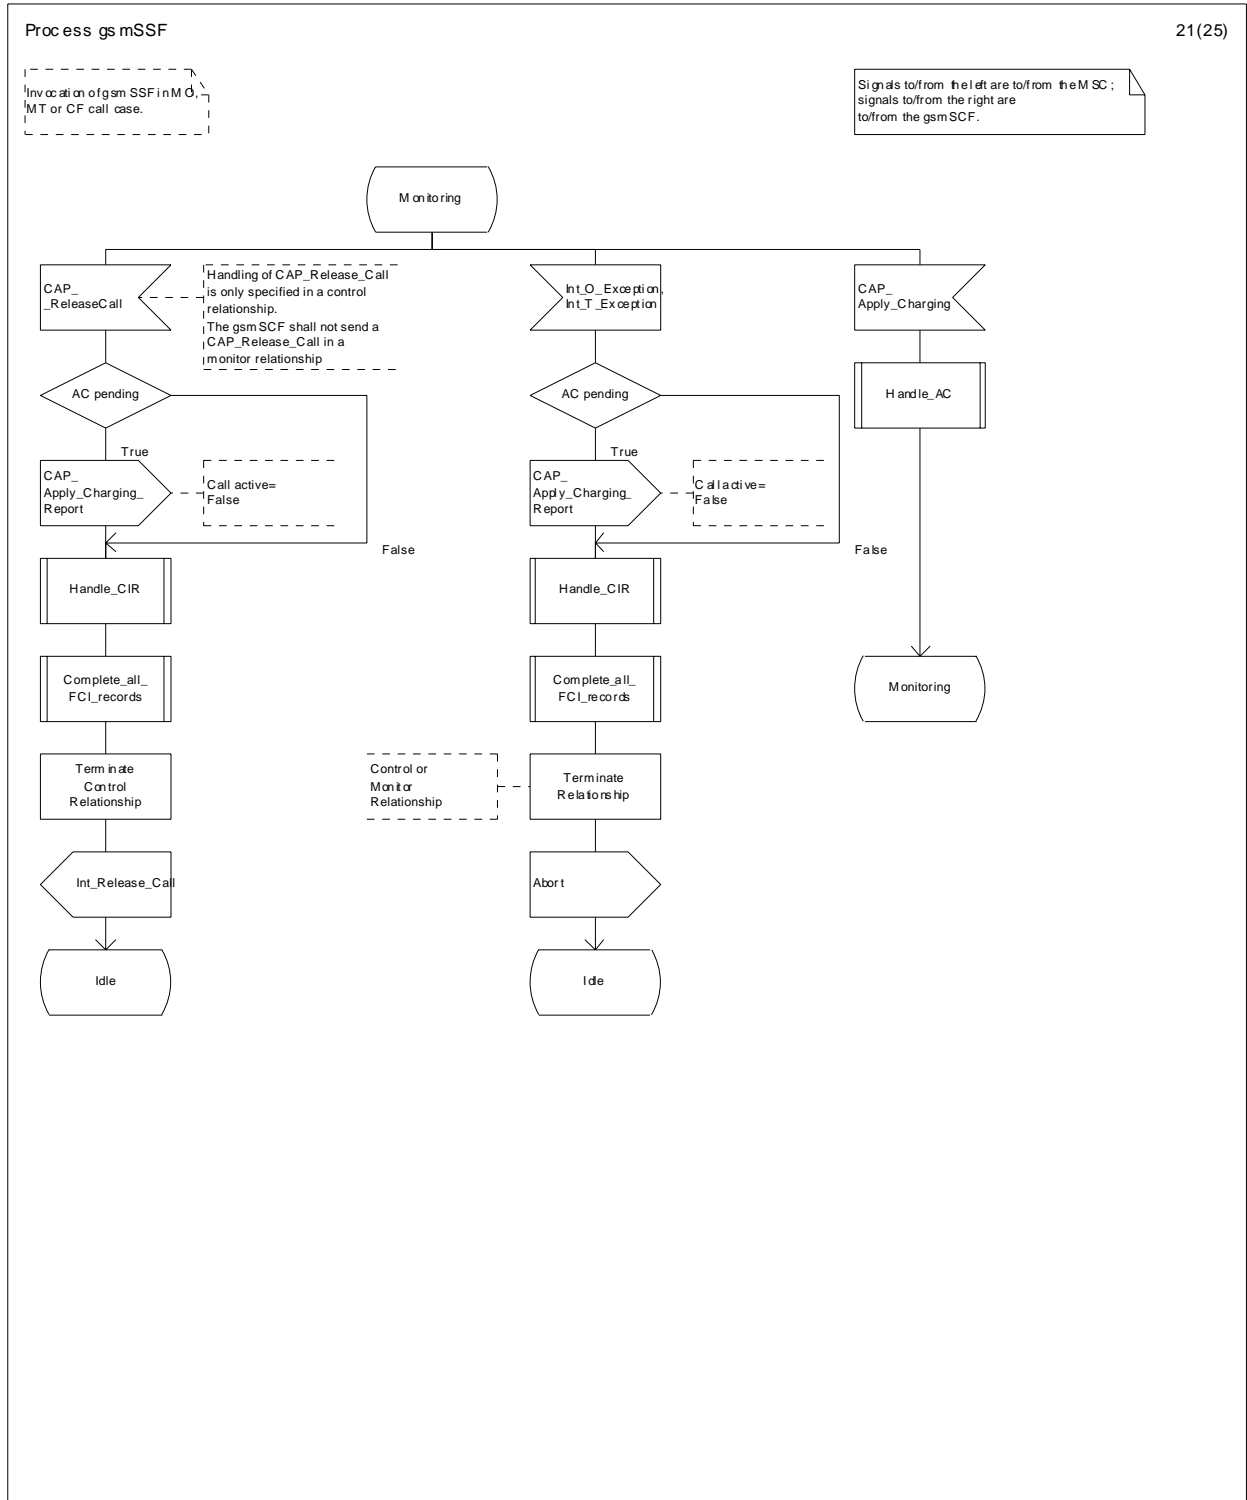 Process gsmSSF
21(25)
Invocation of gsm SSF in MO,
MT or CF call case.
Signals to/from the left are to/from the MSC;
signals to/from the right are
to/from the gsmSCF.
Monitoring
CAP_
_ReleaseCall
Handling of CAP_Release_Call
is only specified in a control
relationship.
The gsmSCF shall not send a
CAP_Release_Call in a
monitor relationship
Int_O_Exception,
Int_T_Exception
CAP_
Apply_Charging
AC pending
AC pending
Handle_AC
True
True
CAP_
Apply_Charging_
Report
Call active=
False
CAP_
Apply_Charging_
Report
Call active=
False
False
False
Handle_CIR
Handle_CIR
Complete_all_
FCI_records
Complete_all_
FCI_records
Monitoring
Terminate
Control
Relationship
Control or
Monitor
Relationship
Terminate
Relationship
Int_Release_Call
Abort
Idle
Idle